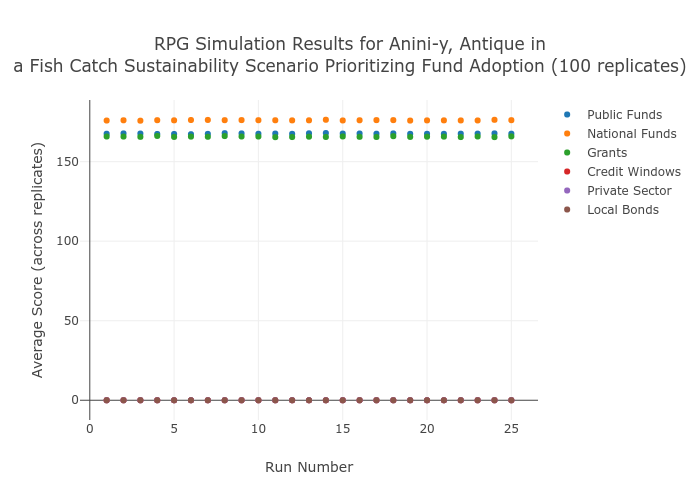 RPG Simulation Results for Anini-y, Antique in
a Fish Catch Sustainability Scenario Prioritizing Fund Adoption (100 replicates)
Public Funds
National Funds
Grants
Credit Windows
Private Sector
Local Bonds
Average Score (across replicates)
150
100
50
0
0
5
10
15
20
25
Run Number